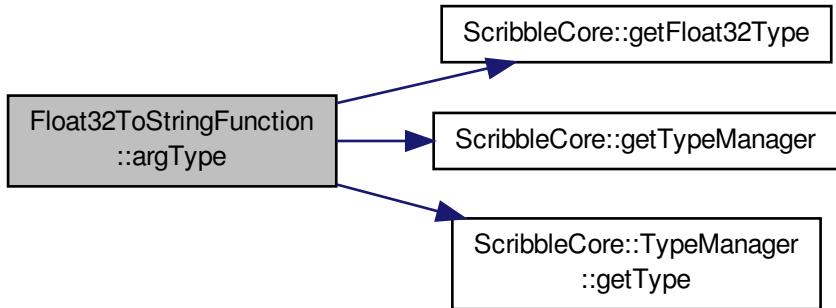 ScribbleCore::getFloat32Type
Float32ToStringFunction
::argType
ScribbleCore::getTypeManager
ScribbleCore::TypeManager
::getType